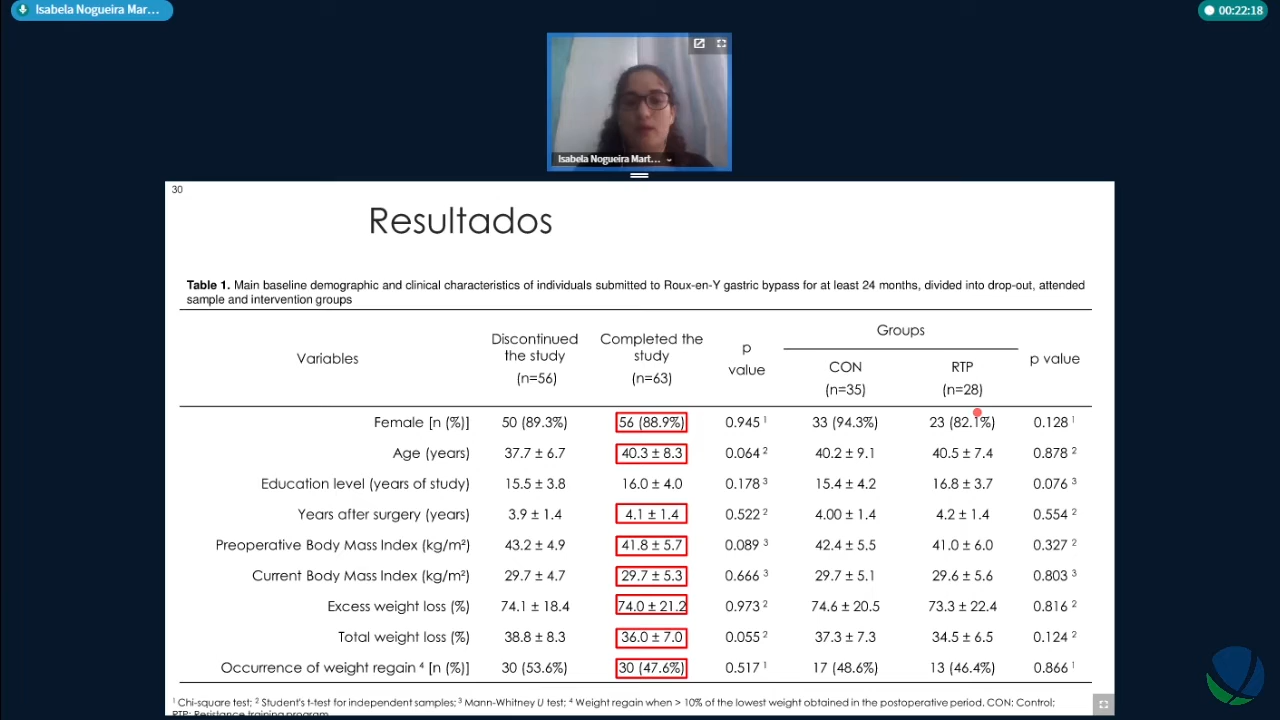 Isabela Nogueira Mar...
00:22:18
Isabela Nogueira Mart...
30
Resultados
Table 1. Main baseline demographic and clinical characteristics of individuals submitted to Roux-en-Y gastric bypass for at least 24 months, divided into drop-out, attended
sample and intervention groups
Variables Discontinued the study (n=56) Completed the study (n=63) p value Groups CON (n=35) RTP (n=28) p value
Female [n (%)] 50 (89.3%) 56 (88.9%) 0.945 ¹ 33 (94.3%) 23 (82.1%) 0.128 ¹
Age (years) 37.7 ± 6.7 40.3 ± 8.3 0.064 ² 40.2 ± 9.1 40.5 ± 7.4 0.878 ²
Education level (years of study) 15.5 ± 3.8 16.0 ± 4.0 0.178 ³ 15.4 ± 4.2 16.8 ± 3.7 0.076 ³
Years after surgery (years) 3.9 ± 1.4 4.1 ± 1.4 0.522 ² 4.00 ± 1.4 4.2 ± 1.4 0.554 ²
Preoperative Body Mass Index (kg/m²) 43.2 ± 4.9 41.8 ± 5.7 0.089 ³ 42.4 ± 5.5 41.0 ± 6.0 0.327 ²
Current Body Mass Index (kg/m²) 29.7 ± 4.7 29.7 ± 5.3 0.666 ³ 29.7 ± 5.1 29.6 ± 5.6 0.803 ³
Excess weight loss (%) 74.1 ± 18.4 74.0 ± 21.2 0.973 ² 74.6 ± 20.5 73.3 ± 22.4 0.816 ²
Total weight loss (%) 38.8 ± 8.3 36.0 ± 7.0 0.055 ² 37.3 ± 7.3 34.5 ± 6.5 0.124 ²
Occurrence of weight regain ⁴ [n (%)] 30 (53.6%) 30 (47.6%) 0.517 ¹ 17 (48.6%) 13 (46.4%) 0.866 ¹
¹ Chi-square test; ² Student's t-test for independent samples; ³ Mann-Whitney U test; ⁴ Weight regain when > 10% of the lowest weight obtained in the postoperative period. CON: Control;
RTP: Resistance training program